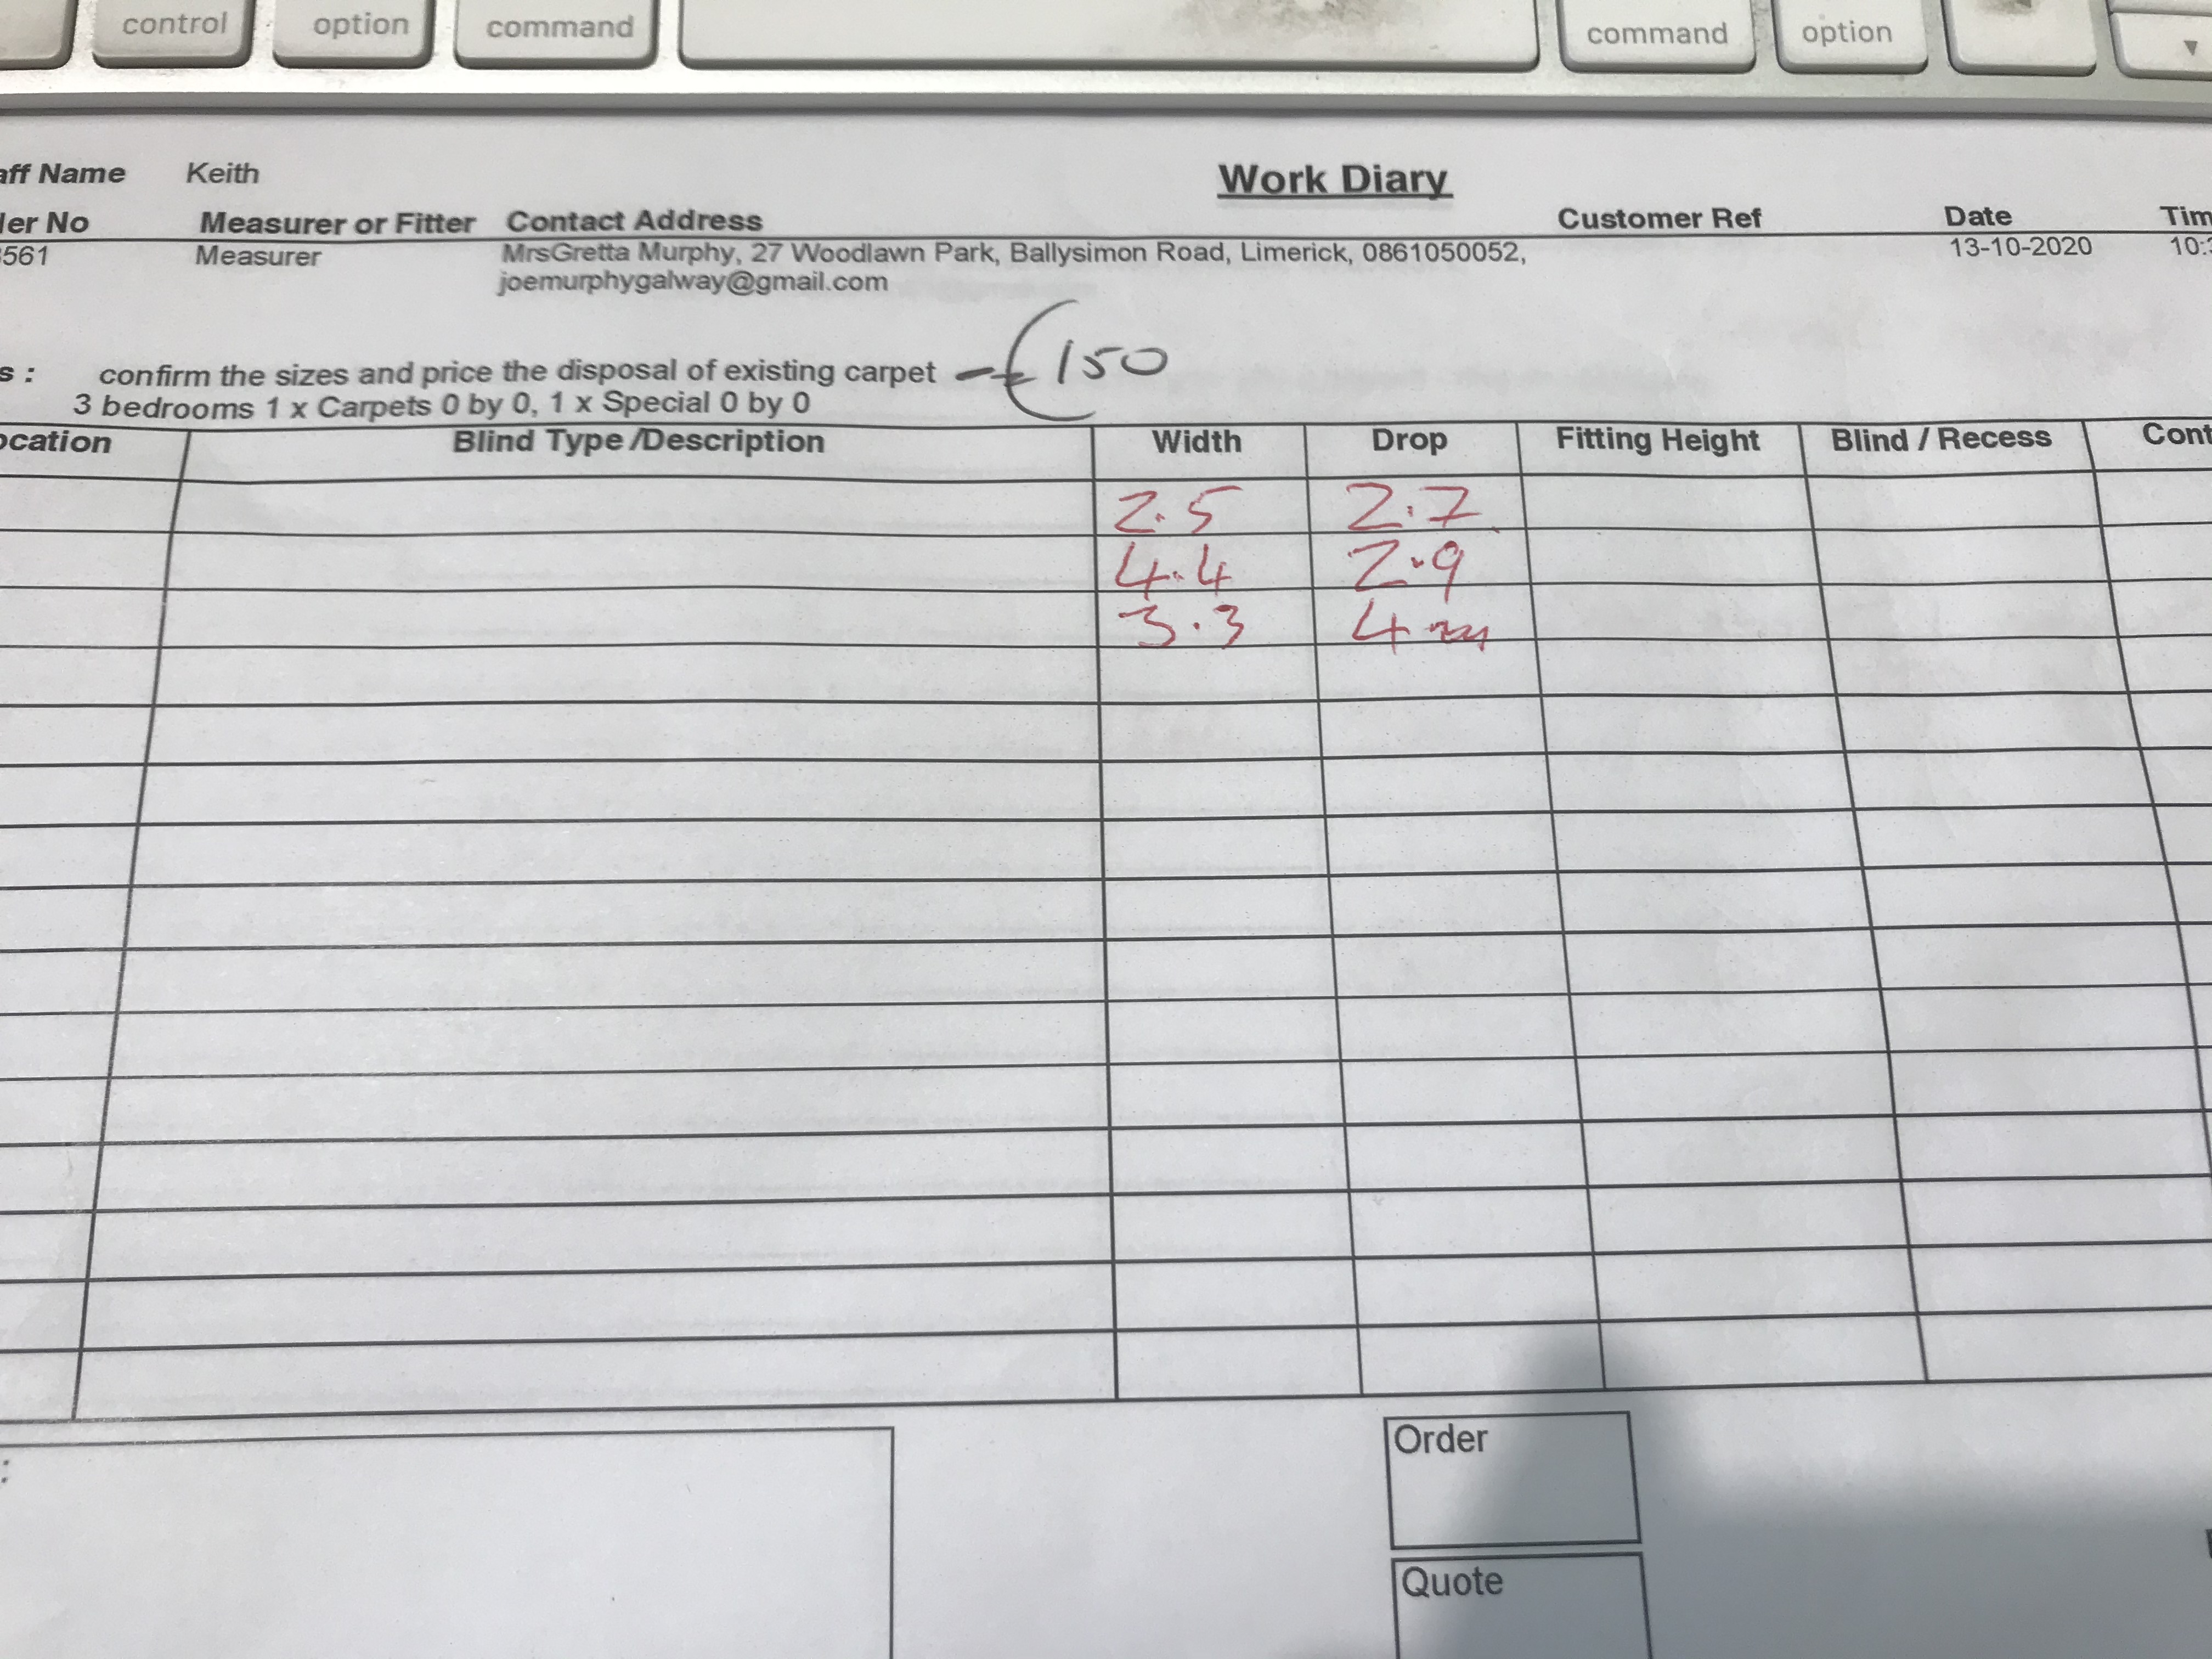 control option command command option
Work Diary
aff Name Keith
er No Measurer or Fitter Contact Address Customer Ref Date Tim
561 Measurer MrsGretta Murphy, 27 Woodlawn Park, Ballysimon Road, Limerick, 0861050052, 13-10-2020 10:
joemurphygalway@gmail.com
s : confirm the sizes and price the disposal of existing carpet - €150
3 bedrooms 1 x Carpets 0 by 0, 1 x Special 0 by 0
ocation Blind Type /Description Width Drop Fitting Height Blind / Recess Cont
2.5 2.7
4.4 2.9
3.3 4
:
Order
Quote